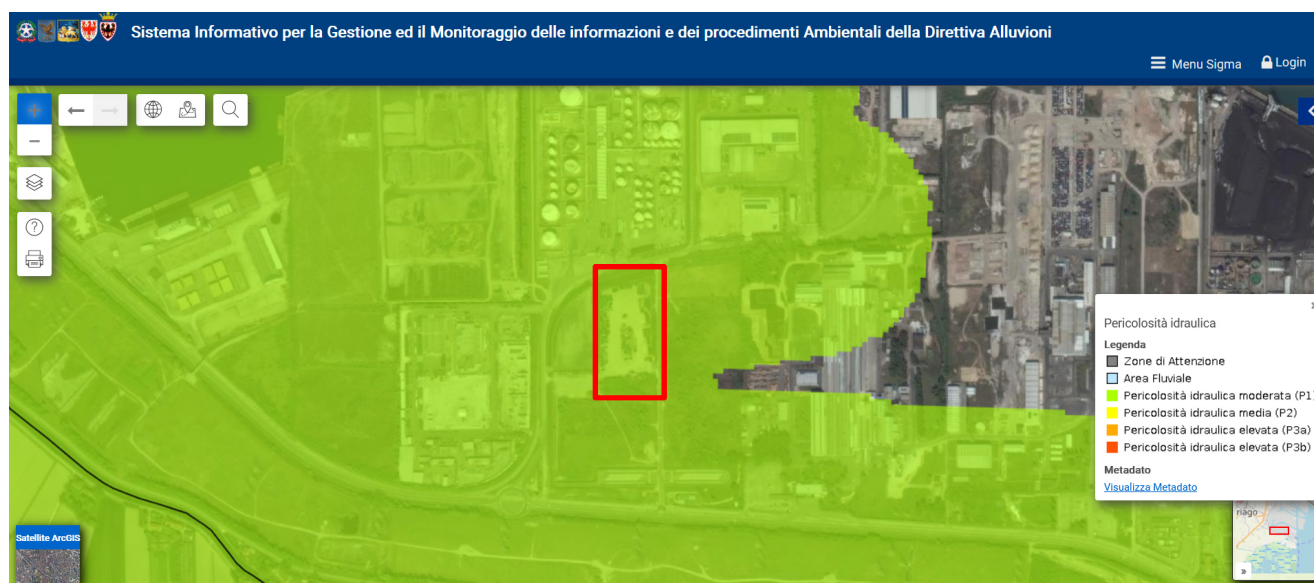 Sistema Informativo per la Gestione ed il Monitoraggio delle informazioni e dei procedimenti Ambientali della Direttiva Alluvioni
Menu Sigma
Login
Pericolosità idraulica
Legenda
Zone di Attenzione
Area Fluviale
Pericolosità idraulica moderata (P1)
Pericolosità idraulica media (P2)
Pericolosità idraulica elevata (P3a)
Pericolosità idraulica elevata (P3b)
Metadato
Visualizza Metadato
riago
Satellite ArcGIS